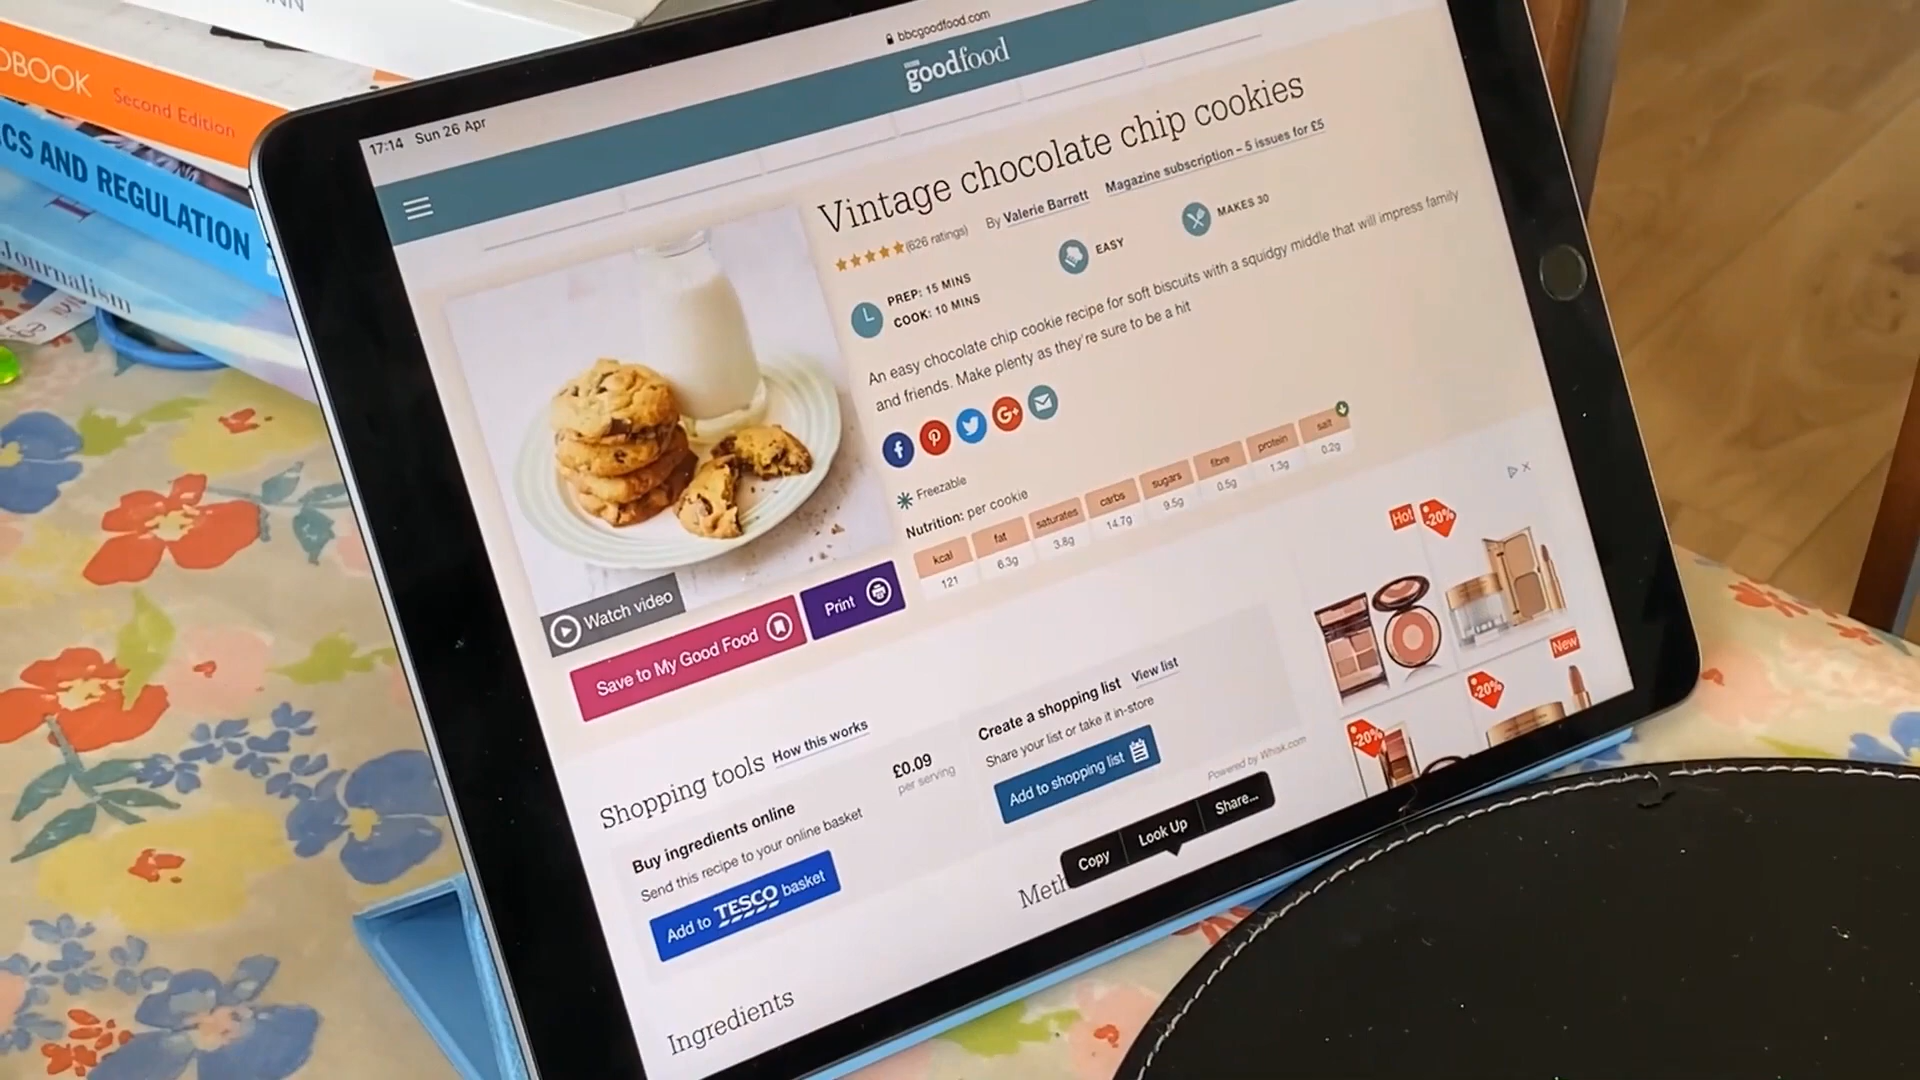 OBOOK Second Edition
CS AND REGULATION
Journalism
17:14 Sun 26 Apr
bbcgoodfood.com
goodfood
Vintage chocolate chip cookies
(626 ratings)
By Valerie Barrett
Magazine subscription – 5 issues for £5
PREP: 15 MINS
COOK: 10 MINS
EASY
MAKES 30
An easy chocolate chip cookie recipe for soft biscuits with a squidgy middle that will impress family
and friends. Make plenty as they're sure to be a hit
Freezable
Nutrition: per cookie
kcal fat saturates carbs sugars fibre protein salt
121 6.3g 3.8g 14.7g 9.5g 0.5g 1.3g 0.2g
Watch video
Save to My Good Food
Print
Hot -20%
New
-20%
-20%
Shopping tools How this works
Buy ingredients online
Send this recipe to your online basket
£0.09
per serving
Add to TESCO basket
Create a shopping list View list
Share your list or take it in-store
Add to shopping list
Powered by Whisk.com
Copy Look Up Share...
Meth
Ingredients